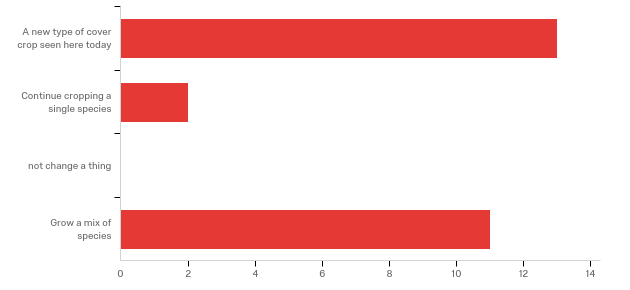 A new type of cover
crop seen here today
Continue cropping a
single species
not change a thing
Grow a mix of
species
0 2 4 6 8 10 12 14